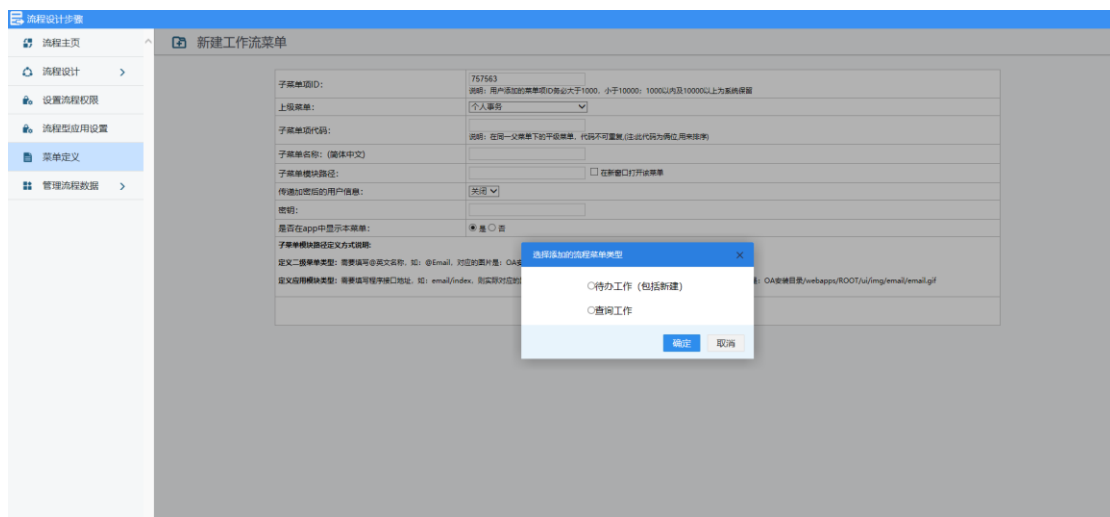 流程设计步骤
流程主页
流程设计
设置流程权限
流程型应用设置
菜单定义
管理流程数据
新建工作流菜单
子菜单项ID:
757563
说明：用户添加的菜单项ID务必大于1000，小于10000：1000以内及10000以上为系统保留
上级菜单：
个人事务
子菜单项代码：
说明：在同一父菜单下的平级菜单，代码不可重复,(注:此代码为俩位,用来排序)
子菜单名称：(简体中文)
子菜单模块路径：
在新窗口打开该菜单
传递加密后的用户信息：
关闭
密钥：
是否在app中显示本菜单：
是 否
子菜单模块路径定义方式说明:
定义二级菜单类型：需要填写@英文名称，如：@Email，对应的图片是：OA安
定义应用模块类型：需要填写程序接口地址，如：email/index，则实际对应的
：OA安装目录/webapps/ROOT/ui/img/email/email.gif
选择添加的流程菜单类型
待办工作（包括新建）
查询工作
确定
取消